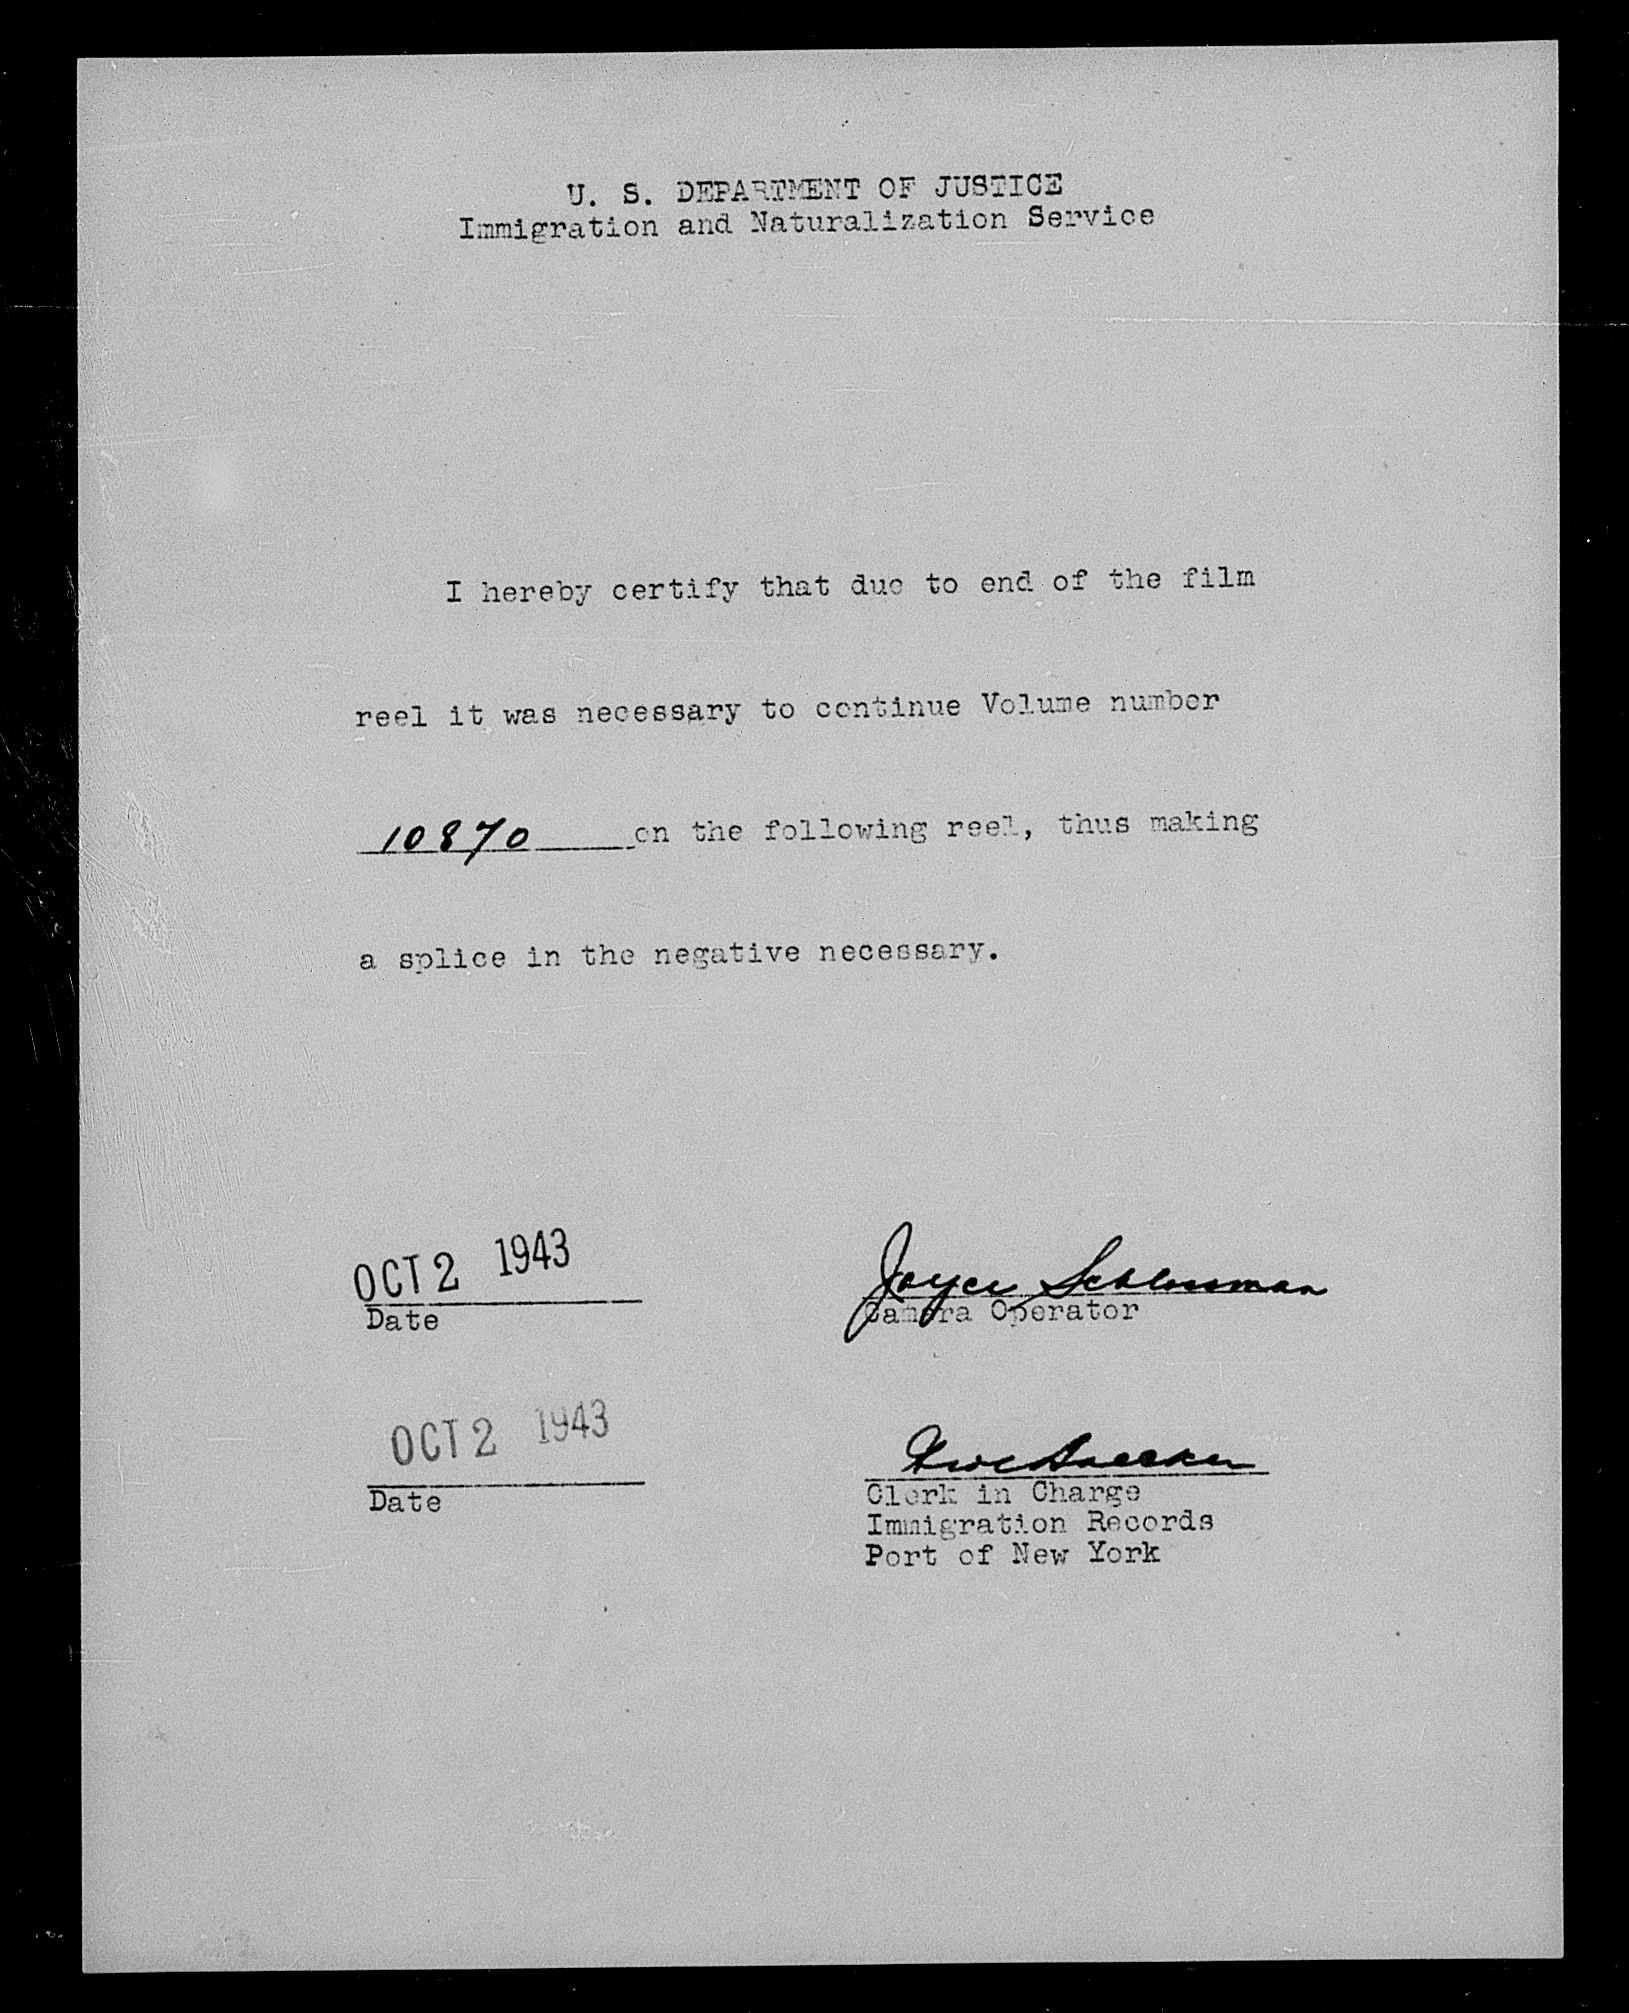 U. S. DEPARTMENT OF JUSTICE
Immigration and Naturalization Service
I hereby certify that due to end of the film
reel it was necessary to continue Volume number
10870 on the following reel, thus making
a splice in the negative necessary.
OCT 2 1943
Date
Joyce Schlossman
Camera Operator
OCT 2 1943
Date
Clerk in Charge
Immigration Records
Port of New York